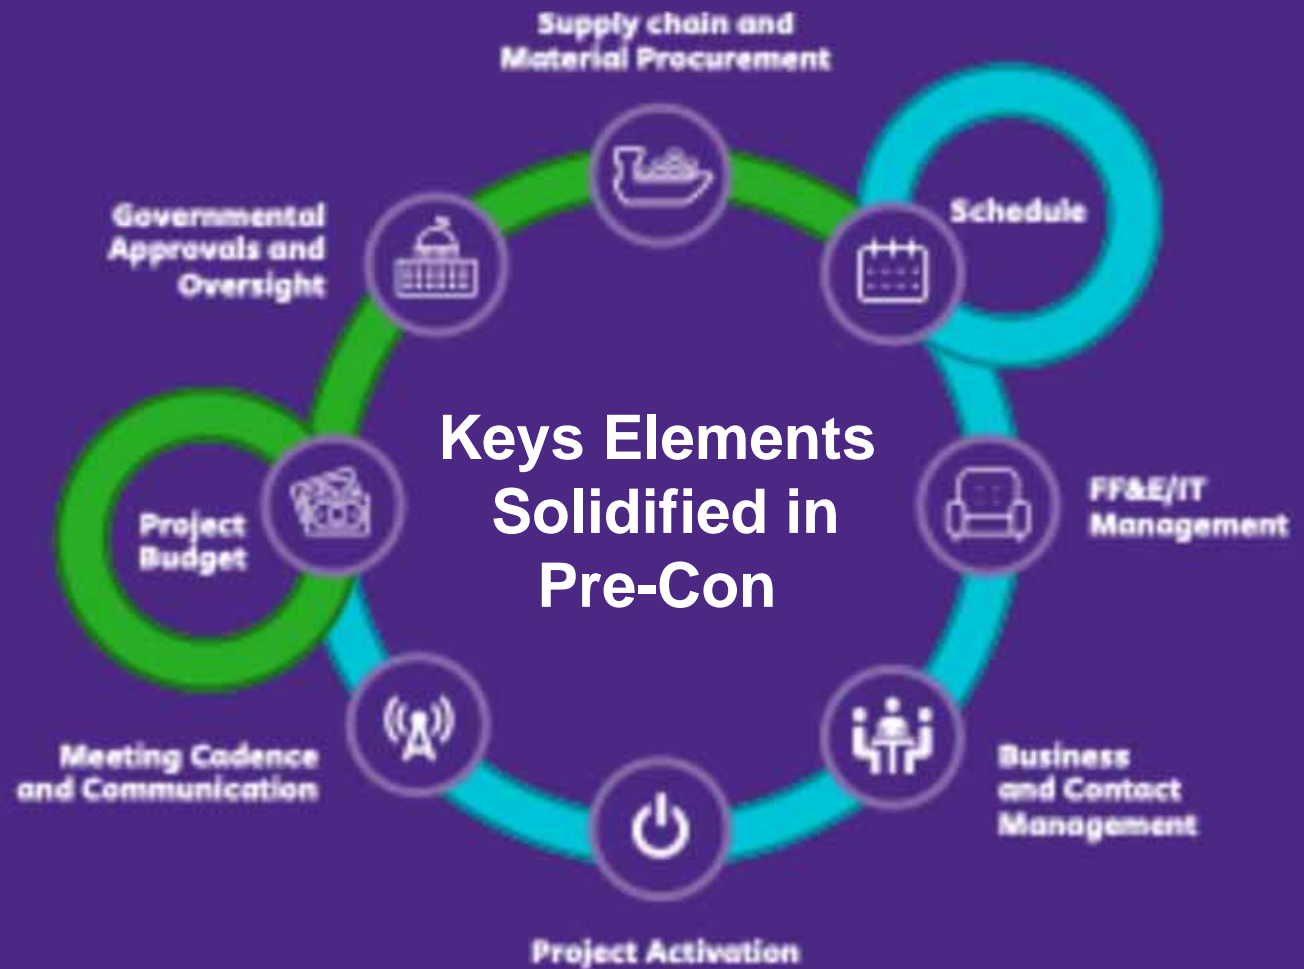 Supply chain and
Material Procurement
Schedule
Governmental
Approvals and
Oversight
Keys Elements
Solidified in
Pre-Con
FF&E/IT
Management
Project
Budget
Meeting Cadence
and Communication
Business
and Contact
Management
Project Activation